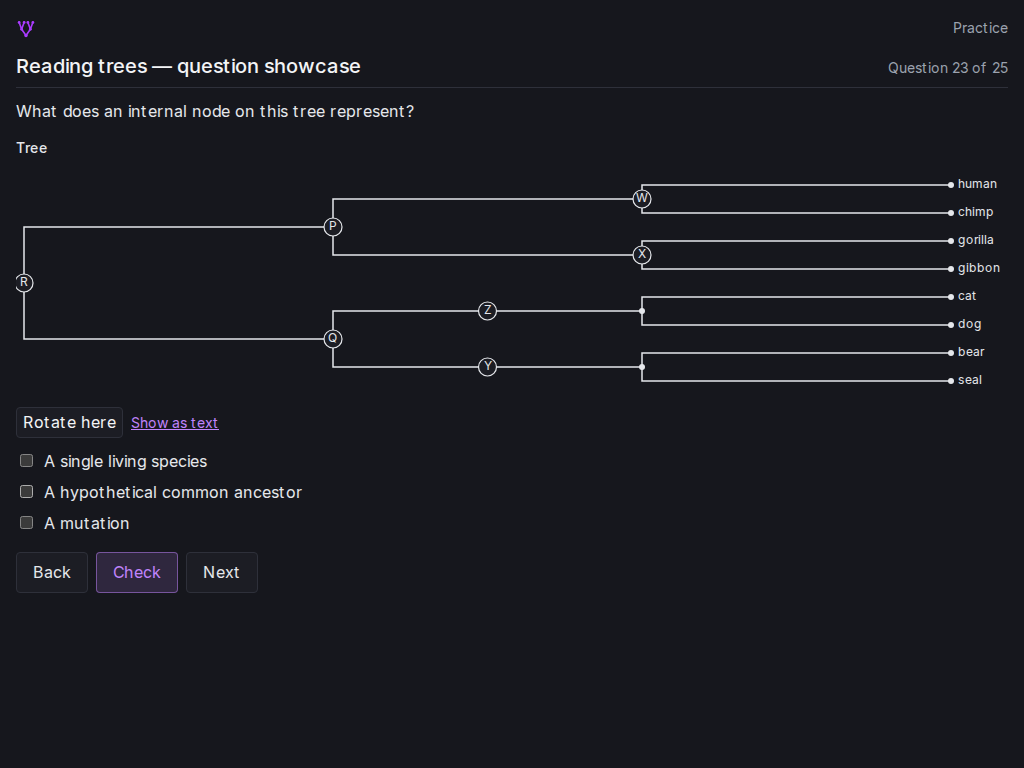 Practice
Reading trees — question showcase
Question 23 of 25
What does an internal node on this tree represent?
Tree
human
W
chimp
P
gorilla
X
gibbon
R
cat
Z
dog
Q
bear
Y
seal
Rotate here Show as text
A single living species
A hypothetical common ancestor
A mutation
Back Check Next